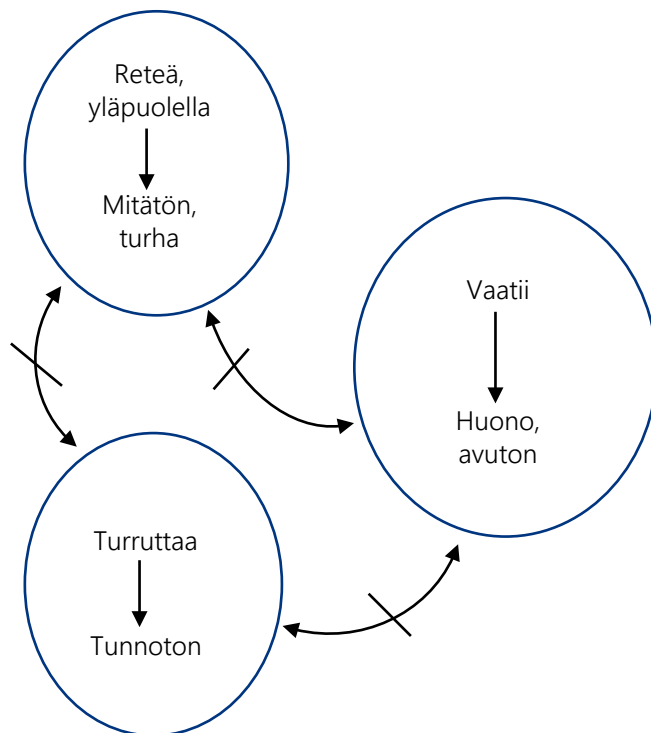 Reteä,
yläpuolella
Mitätön,
turha
Vaatii
Huono,
avuton
Turruttaa
Tunnoton